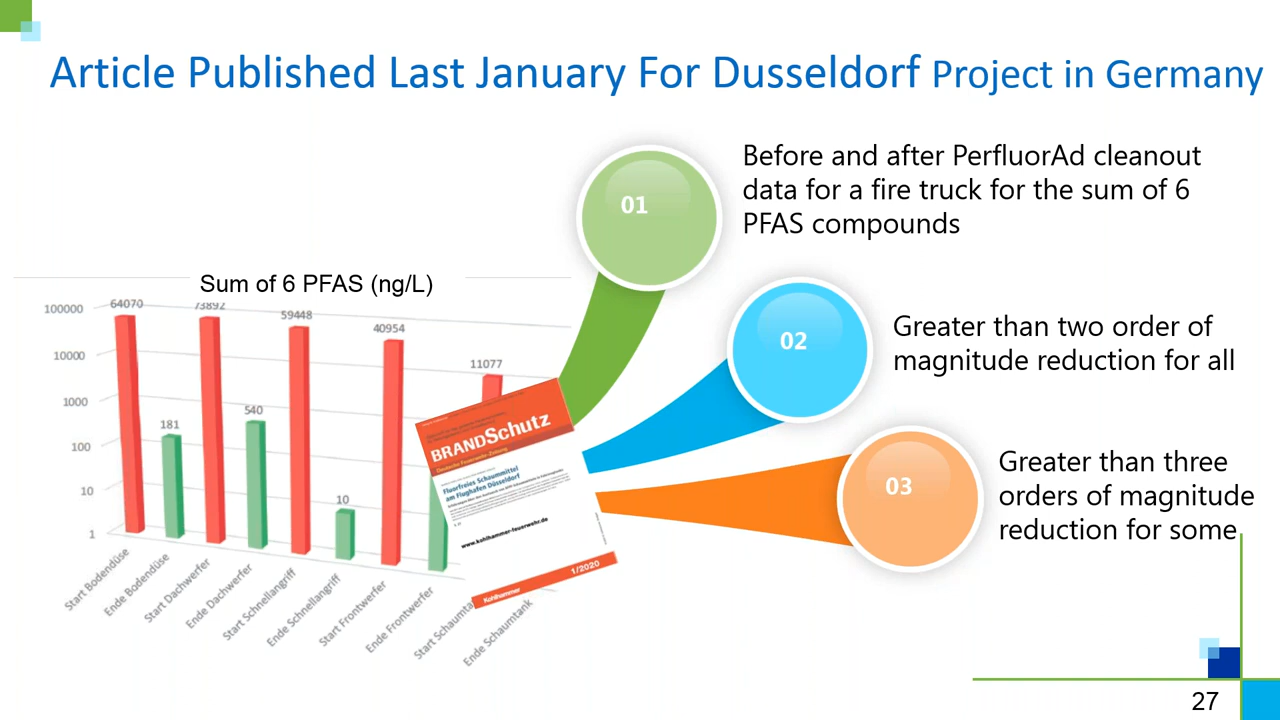 Article Published Last January For Dusseldorf Project in Germany
01
Before and after PerfluorAd cleanout
data for a fire truck for the sum of 6
PFAS compounds
02
Greater than two order of
magnitude reduction for all
03
Greater than three
orders of magnitude
reduction for some
Sum of 6 PFAS (ng/L)
100000
10000
1000
100
10
1
64070
181
73892
540
59448
10
40954
11077
Start Bodendüse
Ende Bodendüse
Start Dachwerfer
Ende Dachwerfer
Start Schnellangriff
Ende Schnellangriff
Start Frontwerfer
Ende Frontwerfer
Start Schaumta
Ende Schaumtank
BRANDSchutz
Deutsche Feuerwehr-Zeitung
Fluorfreies Schaummittel
am Flughafen Düsseldorf
www.kohlhammer-feuerwehr.de
Kohlhammer
1/2020
27